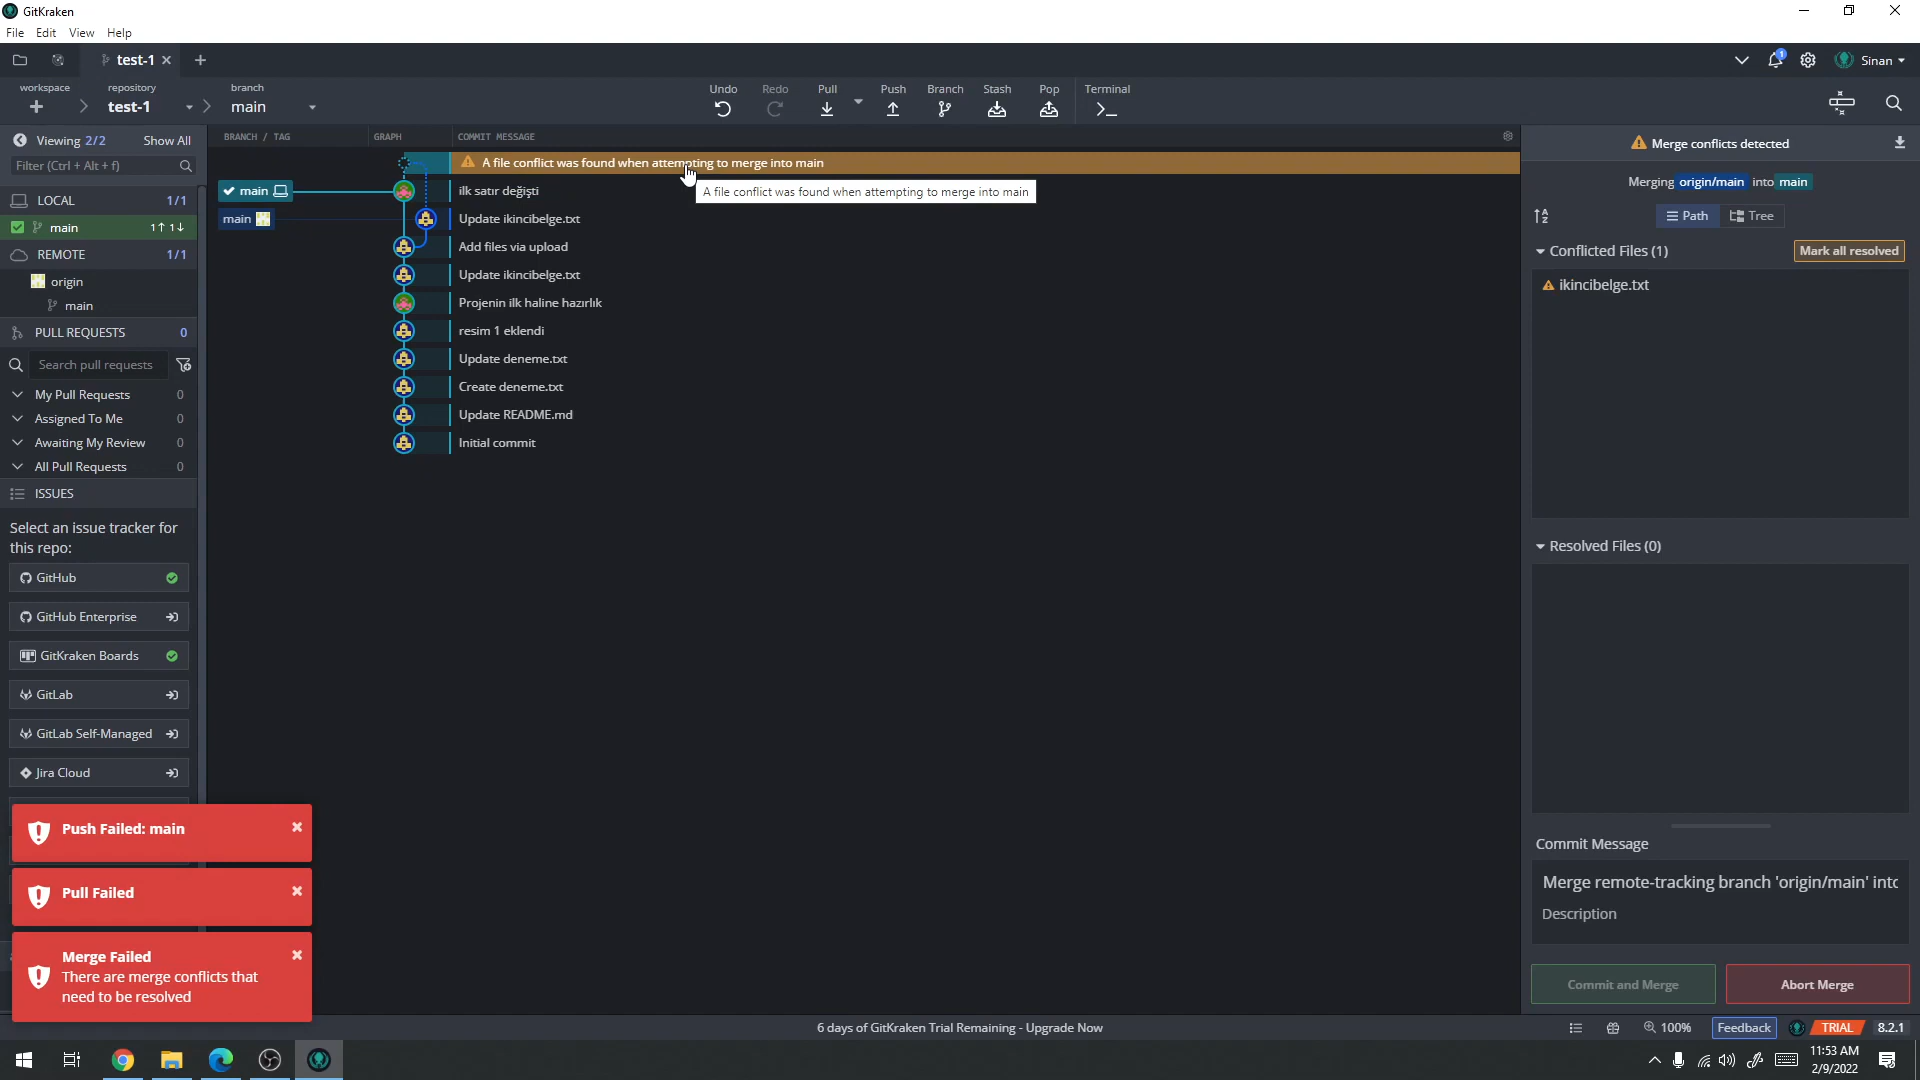 GitKraken
File Edit View Help
test-1
workspace
repository
test-1
branch
main
Undo
Redo
Pull
Push
Branch
Stash
Pop
Terminal
Sinan
1
Viewing 2/2 Show All
Filter (Ctrl + Alt + f)
LOCAL 1/1
main 1↑ 1↓
REMOTE 1/1
origin
main
PULL REQUESTS 0
Search pull requests
My Pull Requests 0
Assigned To Me 0
Awaiting My Review 0
All Pull Requests 0
ISSUES
Select an issue tracker for
this repo:
GitHub
GitHub Enterprise
GitKraken Boards
GitLab
GitLab Self-Managed
Jira Cloud
Push Failed: main
Pull Failed
Merge Failed
There are merge conflicts that
need to be resolved
BRANCH / TAG GRAPH COMMIT MESSAGE
A file conflict was found when attempting to merge into main
A file conflict was found when attempting to merge into main
main ilk satır değişti
main Update ikincibelge.txt
Add files via upload
Update ikincibelge.txt
Projenin ilk haline hazırlık
resim 1 eklendi
Update deneme.txt
Create deneme.txt
Update README.md
Initial commit
Merge conflicts detected
Merging origin/main into main
Path Tree
Conflicted Files (1) Mark all resolved
ikincibelge.txt
Resolved Files (0)
Commit Message
Merge remote-tracking branch 'origin/main' intc
Description
Commit and Merge Abort Merge
6 days of GitKraken Trial Remaining - Upgrade Now
100% Feedback TRIAL 8.2.1
11:53 AM
2/9/2022